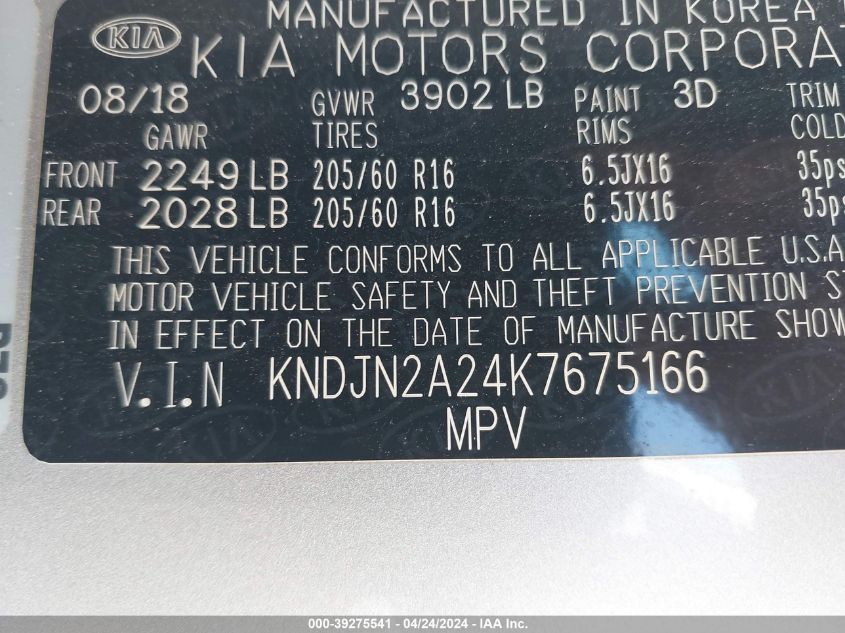 MANUFACTURED IN KOREA
KIA KIA MOTORS CORPORA
08/18 GVWR 3902 LB PAINT 3D TRIM
GAWR TIRES RIMS COLD
FRONT 2249 LB 205/60 R16 6.5JX16 35ps
REAR 2028 LB 205/60 R16 6.5JX16 35ps
THIS VEHICLE CONFORMS TO ALL APPLICABLE U.S.A
MOTOR VEHICLE SAFETY AND THEFT PREVENTION ST
IN EFFECT ON THE DATE OF MANUFACTURE SHOW
V.I.N KNDJN2A24K7675166
MPV
000-39275541 - 04/24/2024 - IAA Inc.